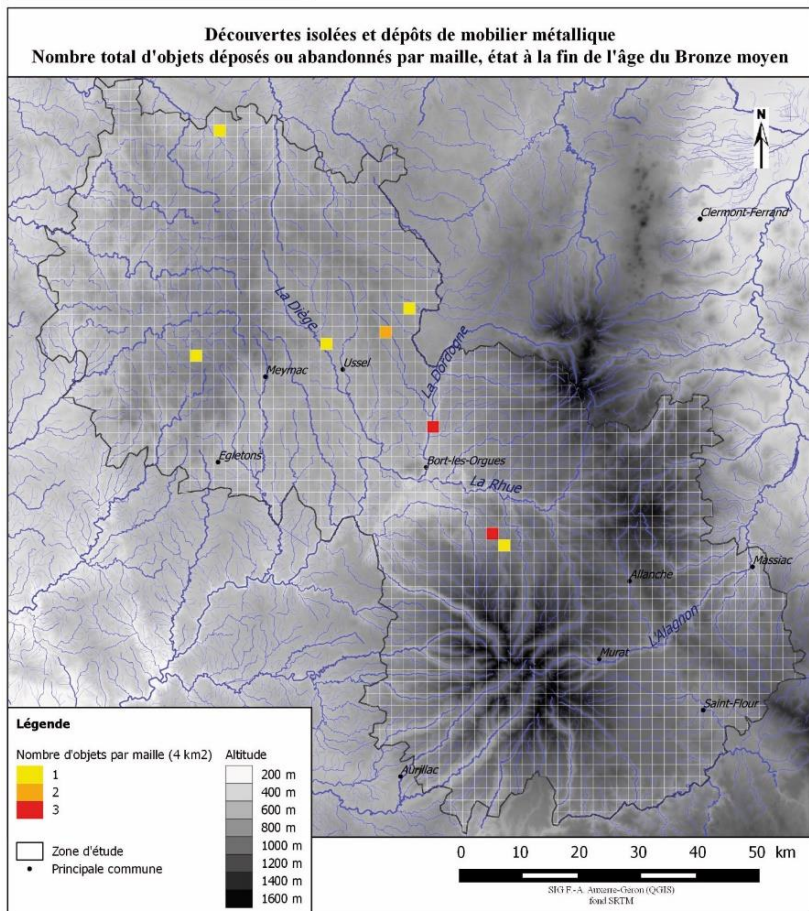 Découvertes isolées et dépôts de mobilier métallique
Nombre total d'objets déposés ou abandonnés par maille, état à la fin de l'âge du Bronze moyen
N
Clermont-Ferrand
La Diège
Ussel
Meymac
La Dordogne
Egletons
Bort-les-Orgues
La Rhue
Massiac
Allanche
L'Alagnon
Murat
Saint-Flour
Aurillac
Légende
Nombre d'objets par maille (4 km2)
1
2
3
Zone d'étude
Principale commune
Altitude
200 m
400 m
600 m
800 m
1000 m
1200 m
1400 m
1600 m
0 10 20 30 40 50 km
SIG F.-A. Auxerre-Géron (QGIS)
fond SRTM